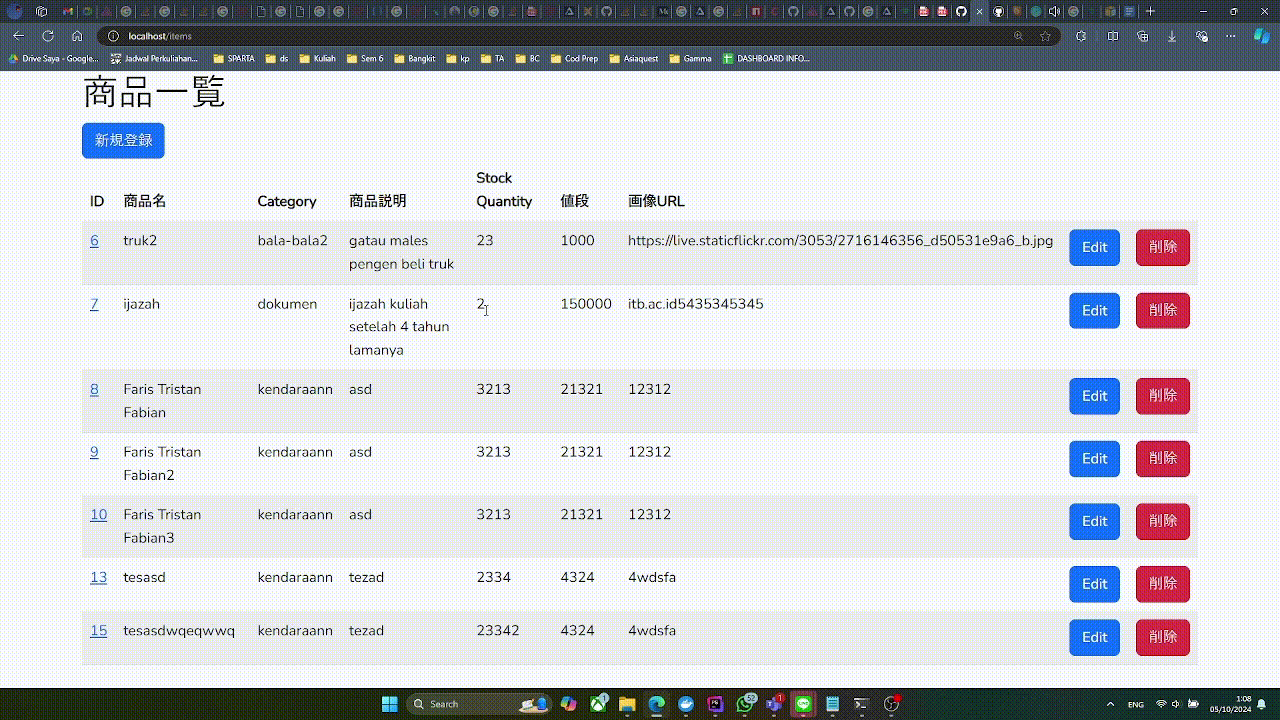 localhost/items
Drive Saya - Google... Jadwal Perkuliahan... SPARTA ds Kuliah Sem 6 Bangkit kp TA BC Cod Prep Asiaquest Gamma DASHBOARD INFO...
商品一覧
新規登録
ID 商品名 Category 商品説明 Stock Quantity 値段 画像URL
6 truk2 bala-bala2 gatau males 23 1000 https://live.staticflickr.com/3053/2716146356_d50531e9a6_b.jpg Edit 削除
pengen beli truk
7 ijazah dokumen ijazah kuliah 2 150000 itb.ac.id5435345345 Edit 削除
setelah 4 tahun
lamanya
8 Faris Tristan kendaraann asd 3213 21321 12312 Edit 削除
Fabian
9 Faris Tristan kendaraann asd 3213 21321 12312 Edit 削除
Fabian2
10 Faris Tristan kendaraann asd 3213 21321 12312 Edit 削除
Fabian3
13 tesasd kendaraann tezad 2334 4324 4wdsfa Edit 削除
15 tesasdwqeqwwq kendaraann tezad 23342 4324 4wdsfa Edit 削除
Search ENG 1:08
05/10/2024